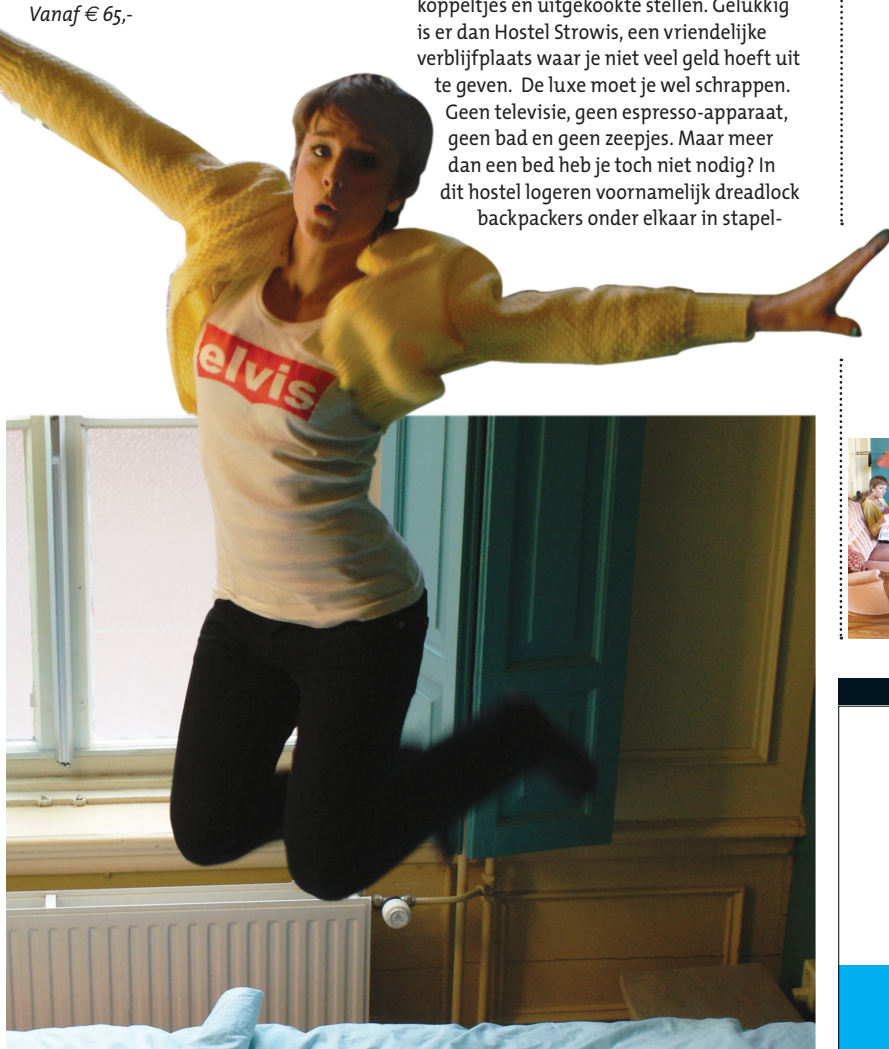 Vanaf € 65,-
koppeltjes en uitgekookte stellen. Gelukkig
is er dan Hostel Strowis, een vriendelijke
verblijfplaats waar je niet veel geld hoeft uit
te geven. De luxe moet je wel schrappen.
Geen televisie, geen espresso-apparaat,
geen bad en geen zeepjes. Maar meer
dan een bed heb je toch niet nodig? In
dit hostel logeren voornamelijk dreadlock
backpackers onder elkaar in stapel-
elvis